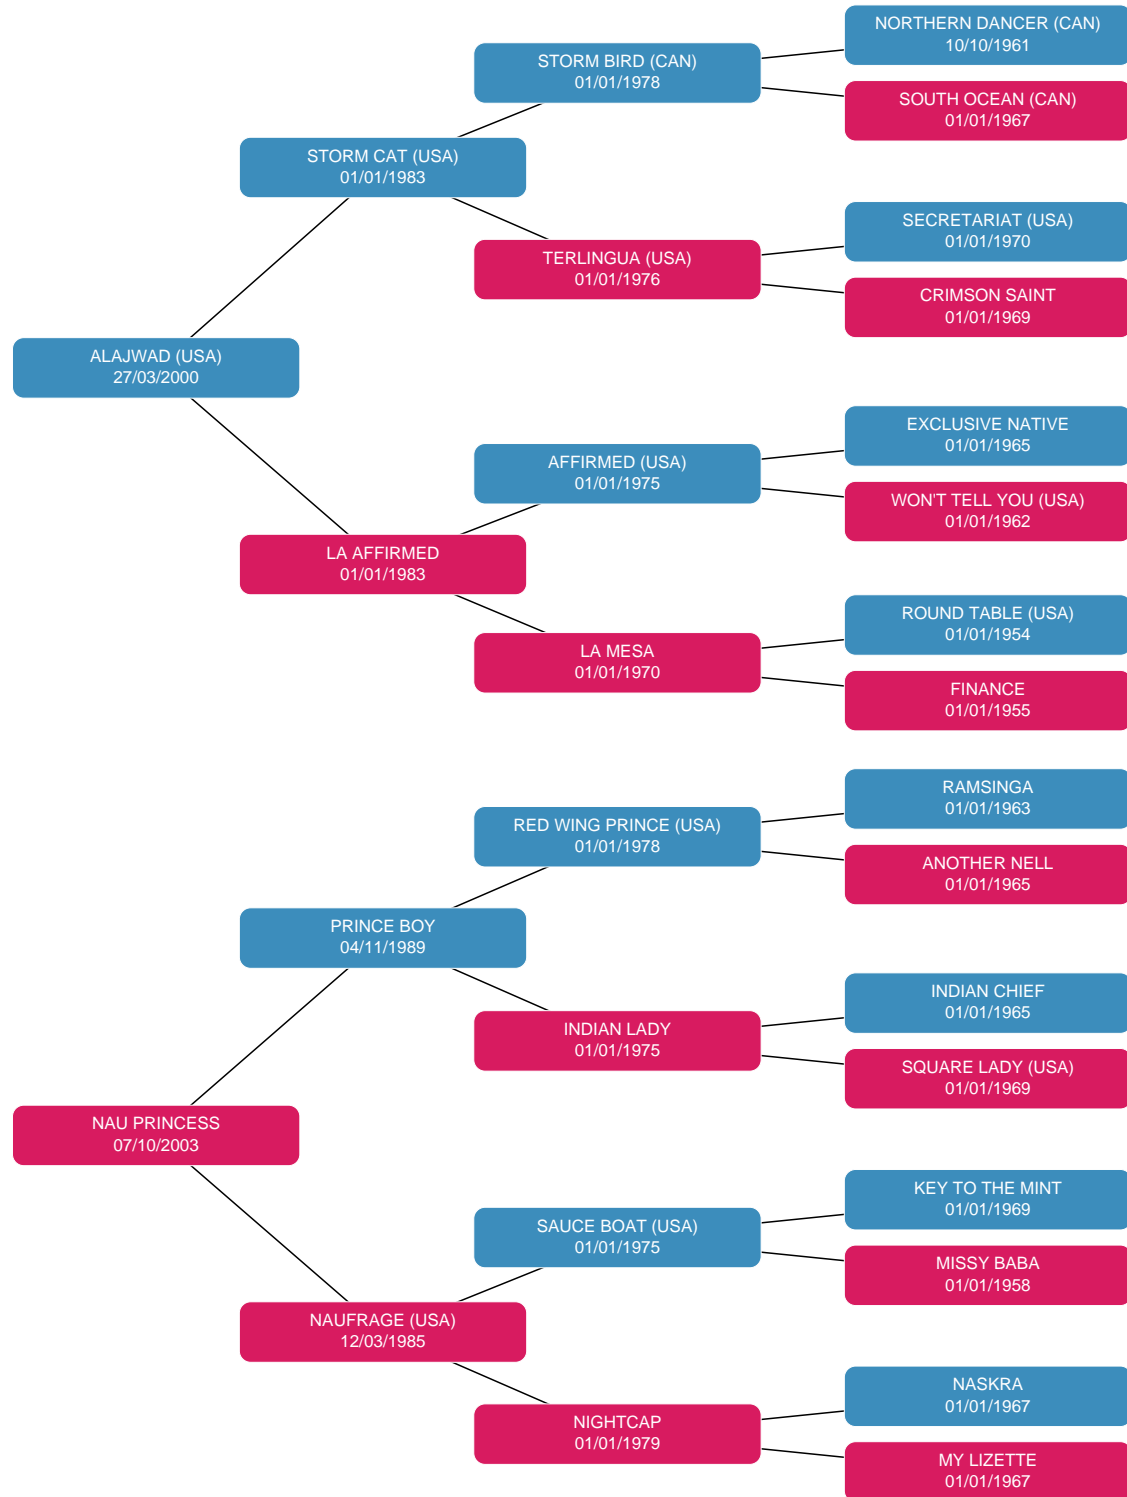 NORTHERN DANCER (CAN)
10/10/1961
STORM BIRD (CAN)
01/01/1978
SOUTH OCEAN (CAN)
01/01/1967
STORM CAT (USA)
01/01/1983
SECRETARIAT (USA)
01/01/1970
TERLINGUA (USA)
01/01/1976
CRIMSON SAINT
01/01/1969
ALAJWAD (USA)
27/03/2000
EXCLUSIVE NATIVE
01/01/1965
AFFIRMED (USA)
01/01/1975
WON'T TELL YOU (USA)
01/01/1962
LA AFFIRMED
01/01/1983
ROUND TABLE (USA)
01/01/1954
LA MESA
01/01/1970
FINANCE
01/01/1955
RAMSINGA
01/01/1963
RED WING PRINCE (USA)
01/01/1978
ANOTHER NELL
01/01/1965
PRINCE BOY
04/11/1989
INDIAN CHIEF
01/01/1965
INDIAN LADY
01/01/1975
SQUARE LADY (USA)
01/01/1969
NAU PRINCESS
07/10/2003
KEY TO THE MINT
01/01/1969
SAUCE BOAT (USA)
01/01/1975
MISSY BABA
01/01/1958
NAUFRAGE (USA)
12/03/1985
NASKRA
01/01/1967
NIGHTCAP
01/01/1979
MY LIZETTE
01/01/1967